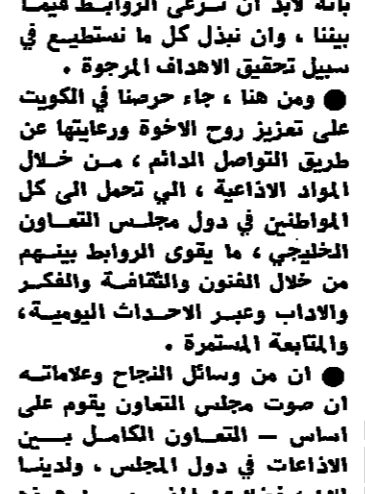 بانه لابد ان نرعى الروابط فيما
بيننا ، وان نبذل كل ما نستطيع في
سبيل تحقيق الاهداف المرجوة .
● ومن هنا ، جاء حرصنا في الكويت
على تعزيز روح الاخوة ورعايتها عن
طريق التواصل الدائم ، من خلال
المواد الاذاعية ، الي تحمل الى كل
المواطنين في دول مجلس التعاون
الخليجي ، ما يقوى الروابط بينهم
من خلال الفنون والثقافة والفكر
والاداب وعبر الاحداث اليومية ،
والمتابعة المستمرة .
● ان من وسائل النجاح وعلاماته
ان صوت مجلس التعاون يقوم على
اساس – التعاون الكامل بين
الاذاعات في دول المجلس ، ولدينا